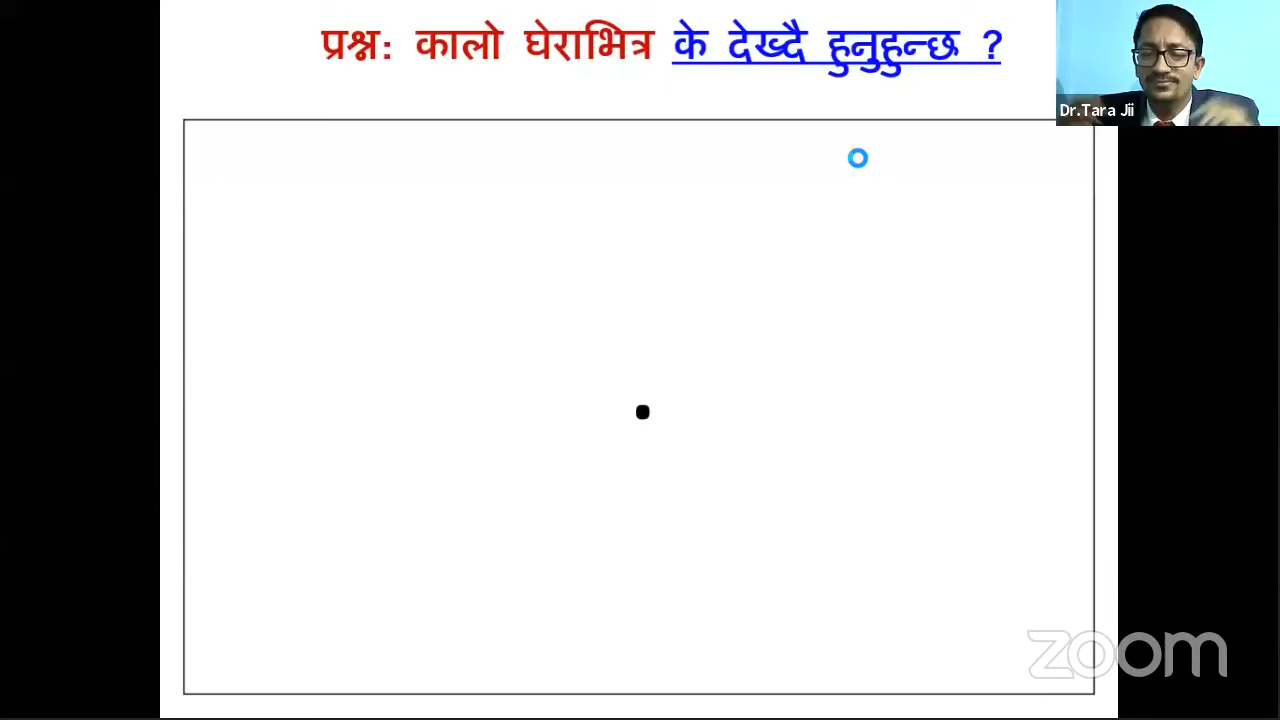 प्रश्न: कालो घेराभित्र के देख्दै हुनुहुन्छ ?
Dr.Tara Jii
zoom